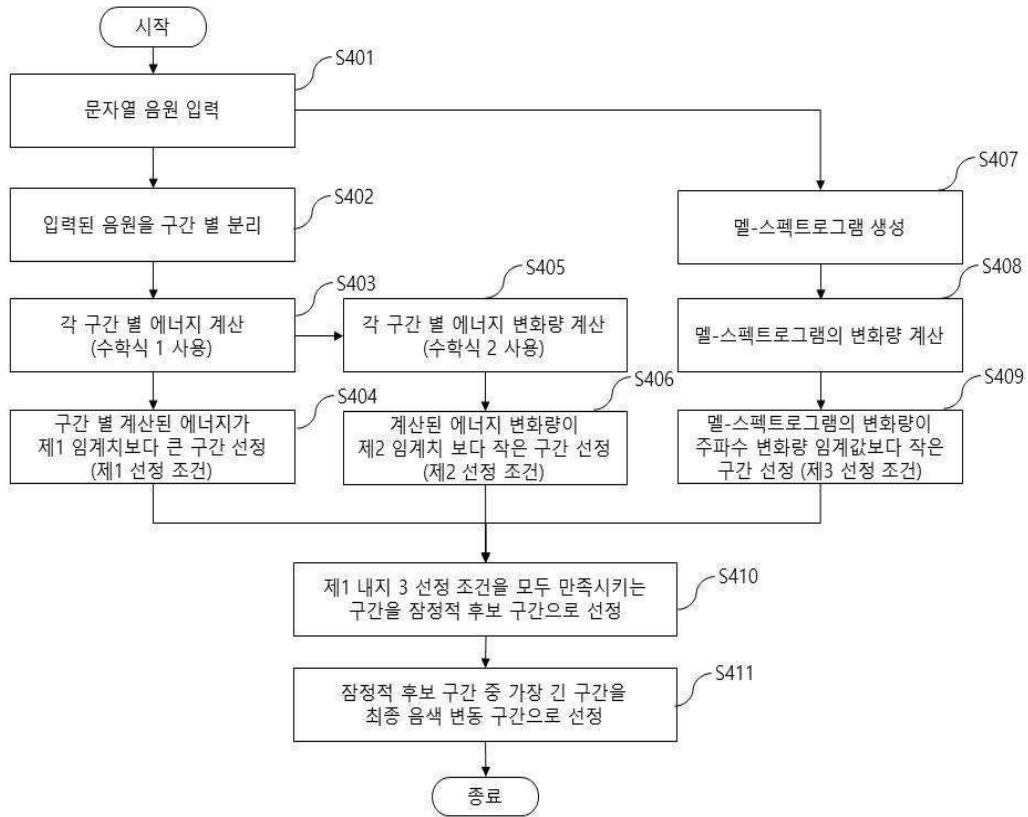 시작
S401
문자열 음원 입력
S402
입력된 음원을 구간 별 분리
S407
멜-스펙트로그램 생성
S403
각 구간 별 에너지 계산
(수학식 1 사용)
S405
각 구간 별 에너지 변화량 계산
(수학식 2 사용)
S408
멜-스펙트로그램의 변화량 계산
S404
구간 별 계산된 에너지가
제1 임계치보다 큰 구간 선정
(제1 선정 조건)
S406
계산된 에너지 변화량이
제2 임계치 보다 작은 구간 선정
(제2 선정 조건)
S409
멜-스펙트로그램의 변화량이
주파수 변화량 임계값보다 작은
구간 선정 (제3 선정 조건)
S410
제1 내지 3 선정 조건을 모두 만족시키는
구간을 잠정적 후보 구간으로 선정
S411
잠정적 후보 구간 중 가장 긴 구간을
최종 음색 변동 구간으로 선정
종료